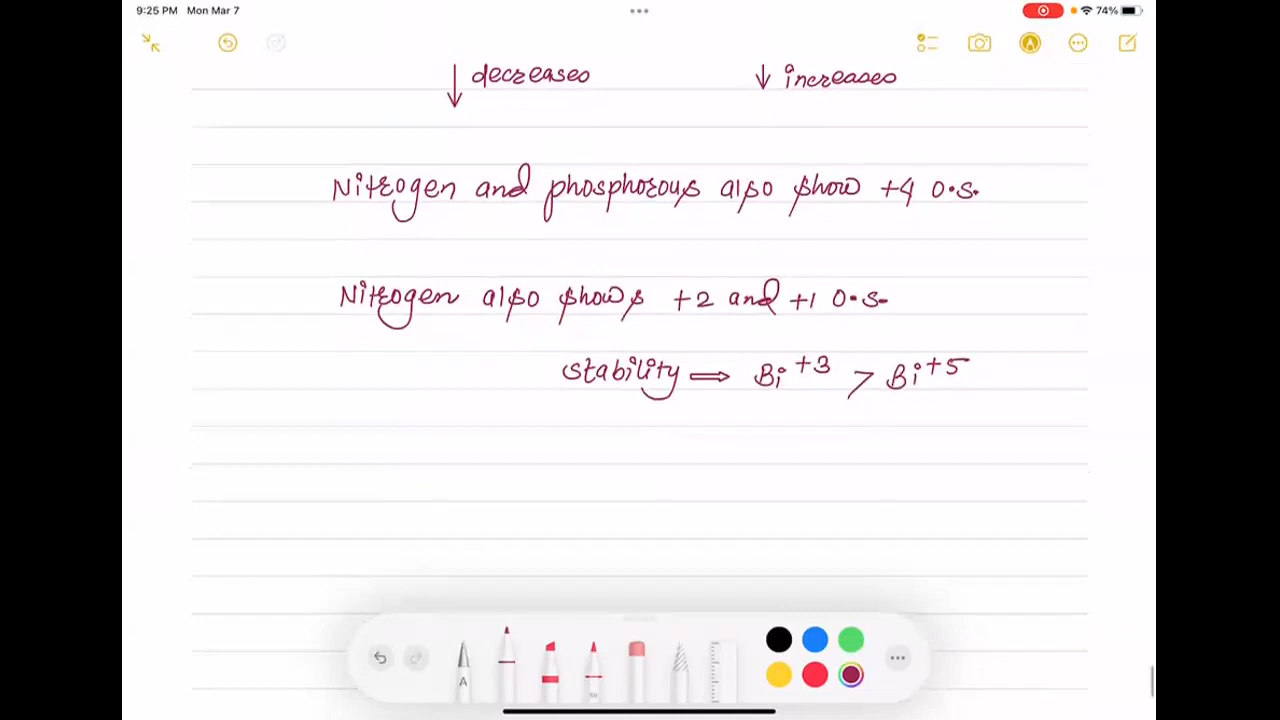 9:25 PM Mon Mar 7
74%
↓ decreases ↓ increases
Nitrogen and phosphorous also show +4 O.S.
Nitrogen also shows +2 and +1 O.S.
stability ⇒ Bi⁺³ > Bi⁺⁵
A
50